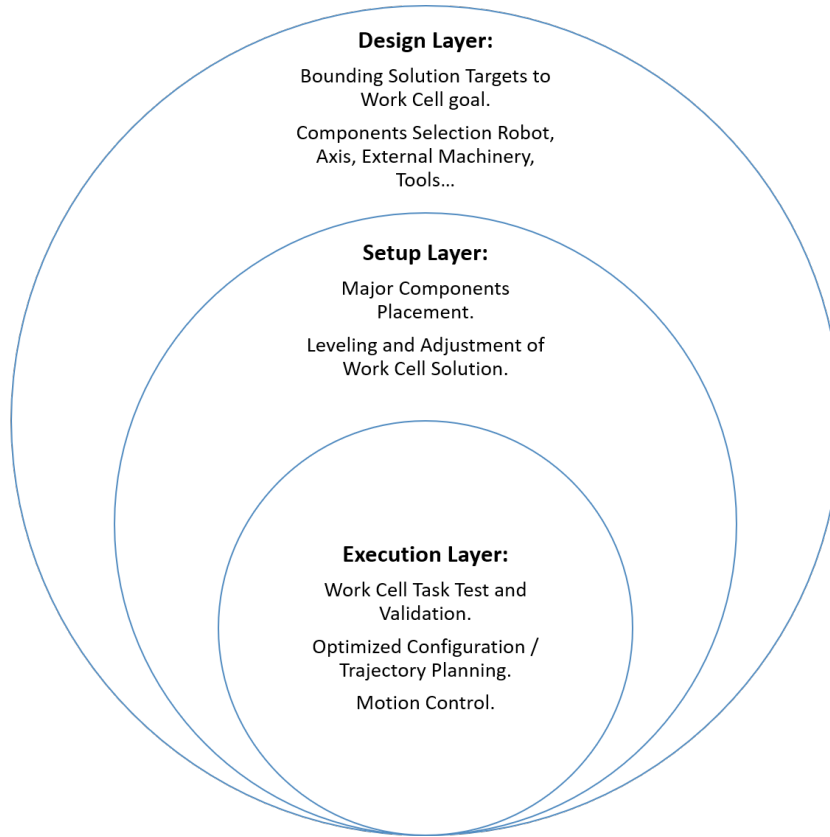 Design Layer:
Bounding Solution Targets to
Work Cell goal.
Components Selection Robot,
Axis, External Machinery,
Tools...
Setup Layer:
Major Components
Placement.
Leveling and Adjustment of
Work Cell Solution.
Execution Layer:
Work Cell Task Test and
Validation.
Optimized Configuration /
Trajectory Planning.
Motion Control.